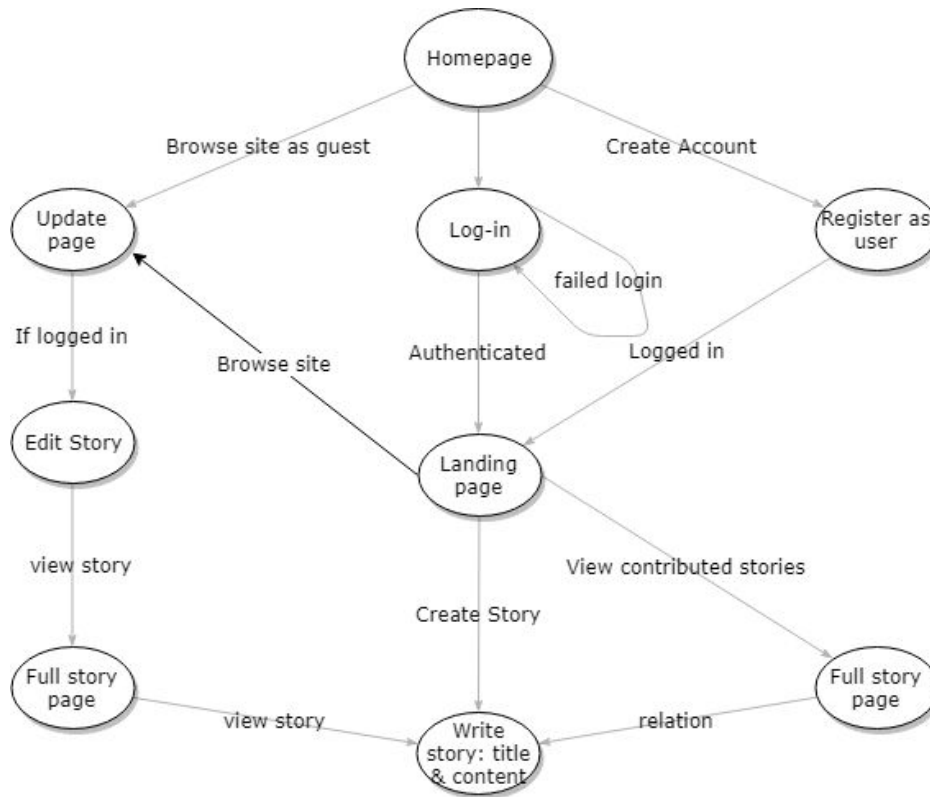 Homepage
Browse site as guest
Create Account
Update
page
Log-in
Register as
user
failed login
If logged in
Authenticated
Logged in
Browse site
Edit Story
Landing
page
view story
View contributed stories
Create Story
Full story
page
Full story
page
view story
relation
Write
story: title
& content